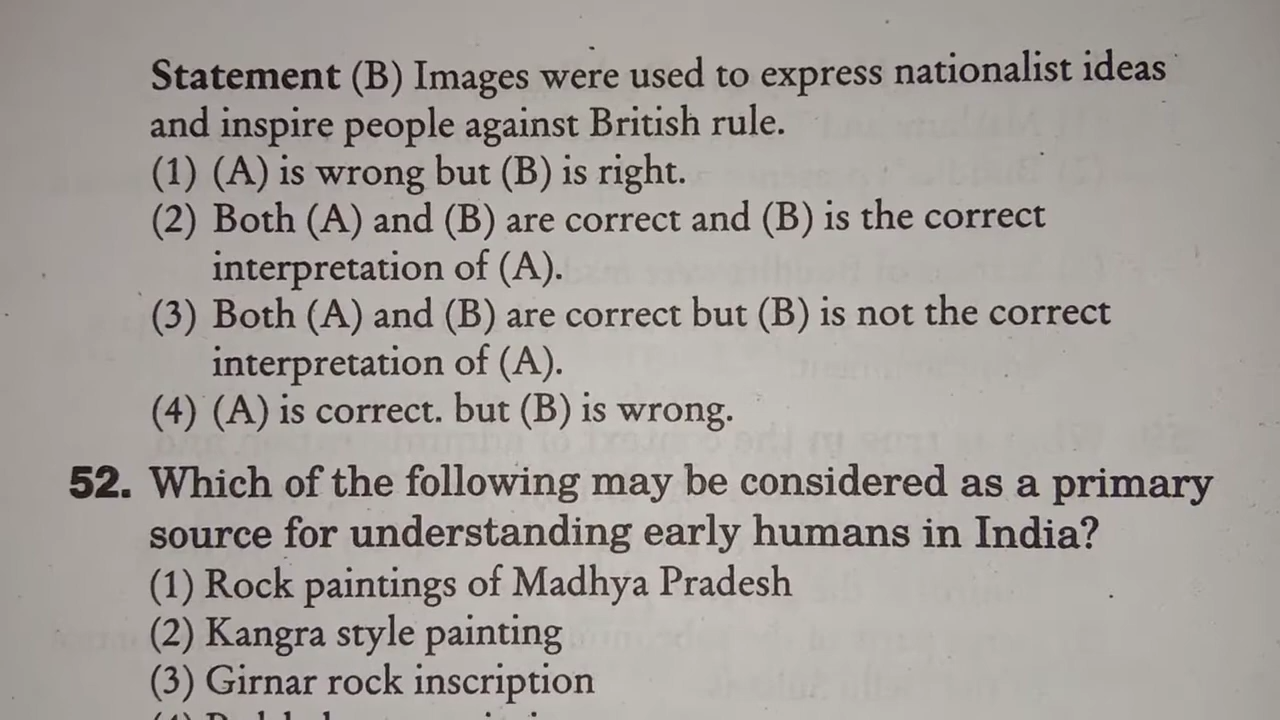 Statement (B) Images were used to express nationalist ideas
and inspire people against British rule.
(1) (A) is wrong but (B) is right.
(2) Both (A) and (B) are correct and (B) is the correct
interpretation of (A).
(3) Both (A) and (B) are correct but (B) is not the correct
interpretation of (A).
(4) (A) is correct. but (B) is wrong.
52. Which of the following may be considered as a primary
source for understanding early humans in India?
(1) Rock paintings of Madhya Pradesh
(2) Kangra style painting
(3) Girnar rock inscription